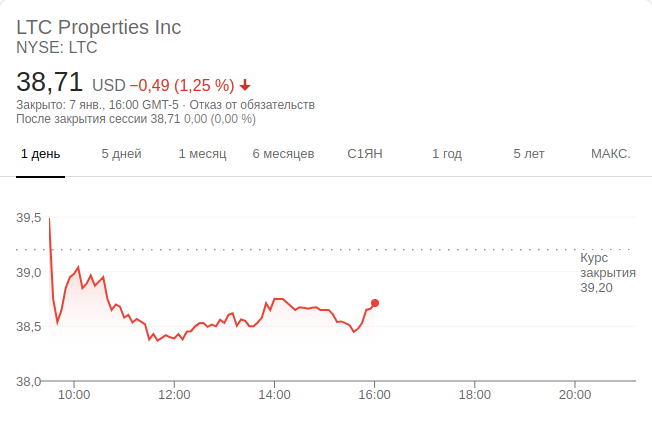 LTC Properties Inc
NYSE: LTC
38,71 USD −0,49 (1,25 %)
Закрыто: 7 янв., 16:00 GMT-5 · Отказ от обязательств
После закрытия сессии 38,71 0,00 (0,00 %)
1 день 5 дней 1 месяц 6 месяцев С1ЯН 1 год 5 лет МАКС.
39,5
Курс
закрытия
39,20
39,0
38,5
38,0
10:00 12:00 14:00 16:00 18:00 20:00